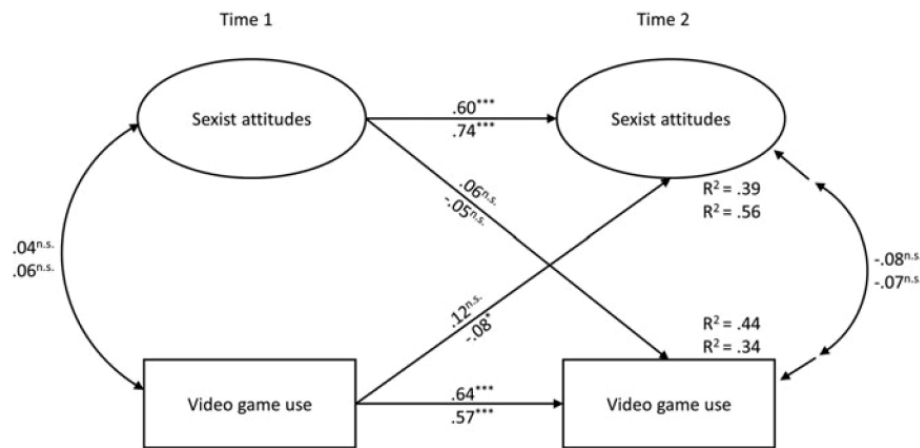 Time 1
Time 2
Sexist attitudes
.60***
.74***
Sexist attitudes
.06n.s.
-.05n.s.
R² = .39
R² = .56
.04n.s.
.06n.s.
-.08n.s
-.07n.s
.12n.s.
-.08*
R² = .44
R² = .34
Video game use
.64***
.57***
Video game use